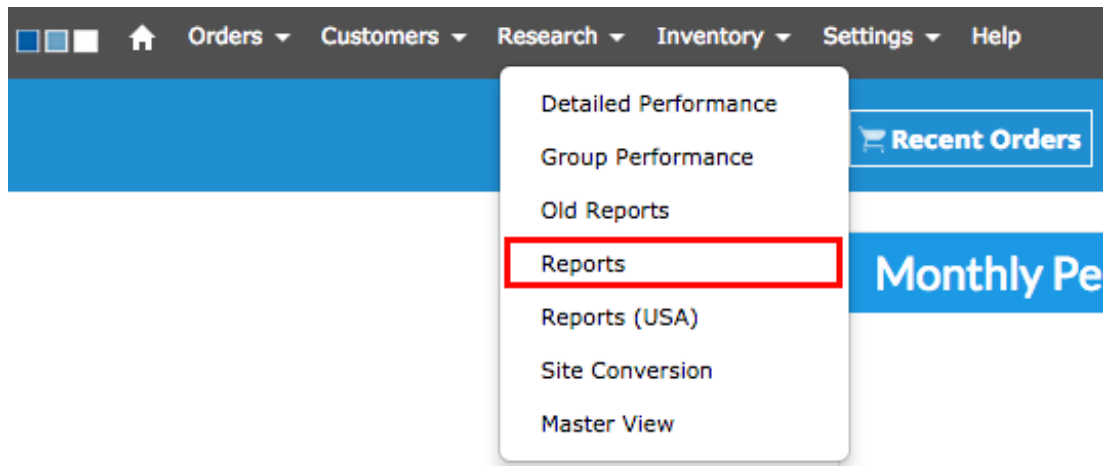 Orders Customers Research Inventory Settings Help
Detailed Performance
Recent Orders
Group Performance
Old Reports
Reports
Monthly Pe
Reports (USA)
Site Conversion
Master View